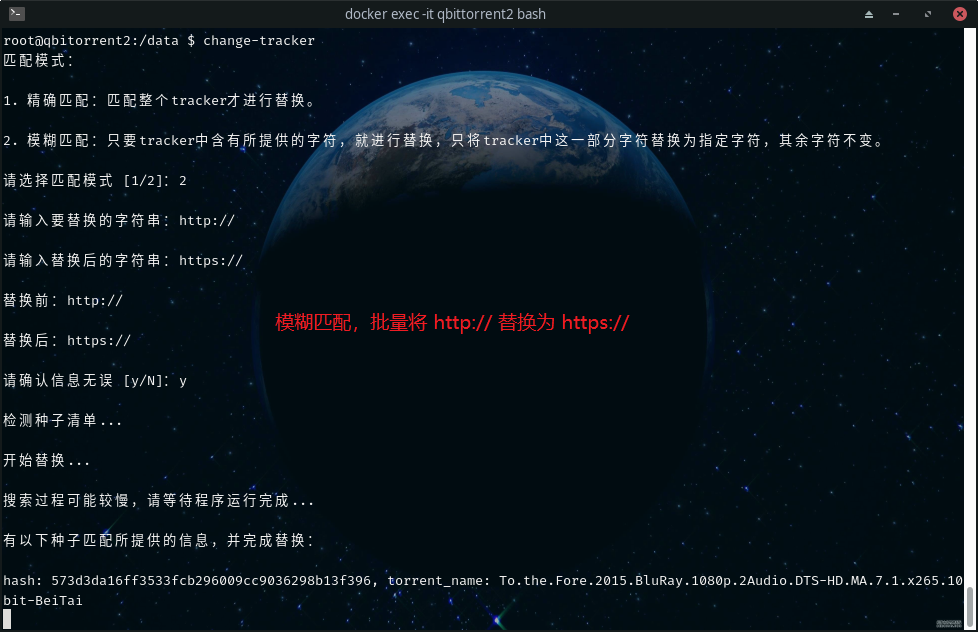 docker exec -it qbittorrent2 bash
root@qbitorrent2:/data $ change-tracker
匹配模式：
1. 精确匹配：匹配整个tracker才进行替换。
2. 模糊匹配：只要tracker中含有所提供的字符，就进行替换，只将tracker中这一部分字符替换为指定字符，其余字符不变。
请选择匹配模式 [1/2]：2
请输入要替换的字符串：http://
请输入替换后的字符串：https://
替换前：http://
模糊匹配，批量将 http:// 替换为 https://
替换后：https://
请确认信息无误 [y/N]：y
检测种子清单...
开始替换...
搜索过程可能较慢，请等待程序运行完成...
有以下种子匹配所提供的信息，并完成替换：
hash: 573d3da16ff3533fcb296009cc9036298b13f396, torrent_name: To.the.Fore.2015.BluRay.1080p.2Audio.DTS-HD.MA.7.1.x265.10
bit-BeiTai